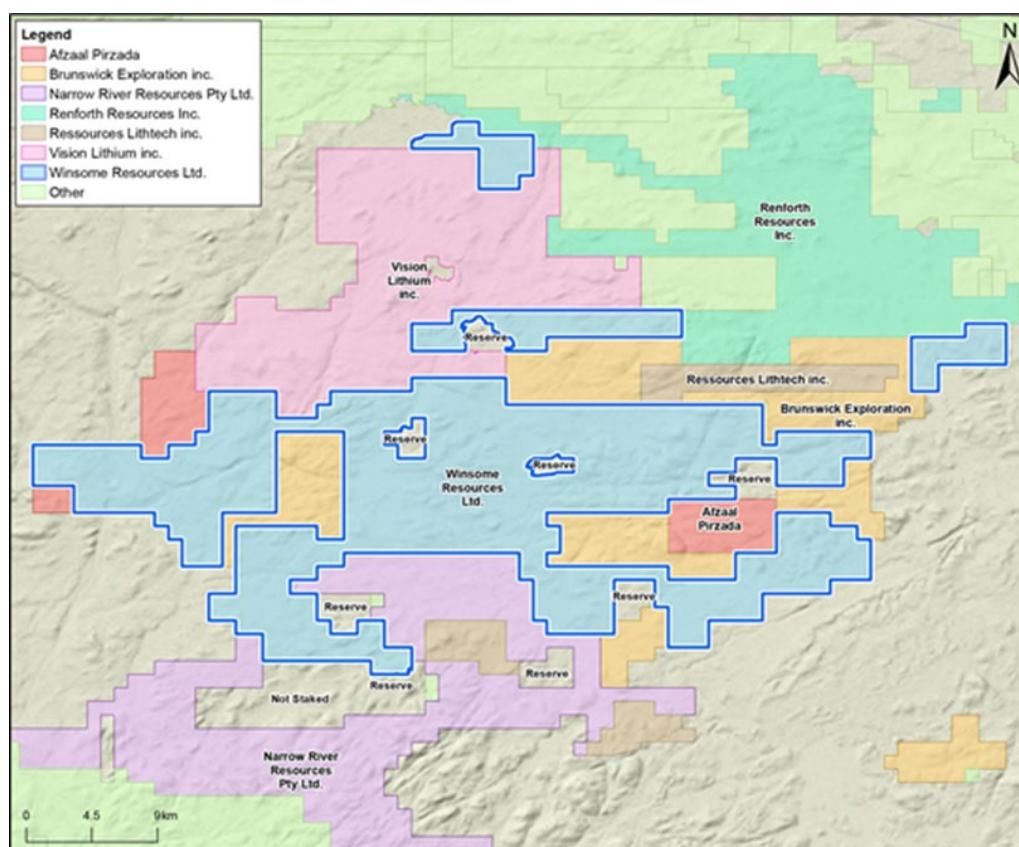 Legend
Afzaal Pirzada
Brunswick Exploration inc.
Narrow River Resources Pty Ltd.
Renforth Resources Inc.
Ressources Lithtech inc.
Vision Lithium inc.
Winsome Resources Ltd.
Other
N
Renforth
Resources
Inc.
Vision
Lithium
inc.
Reserve
Ressources Lithtech inc.
Brunswick Exploration
inc.
Reserve
Reserve
Winsome
Resources
Ltd.
Reserve
Afzaal
Pirzada
Reserve
Reserve
Reserve
Reserve
Not Staked
Narrow River
Resources
Pty Ltd.
0 4.5 9km